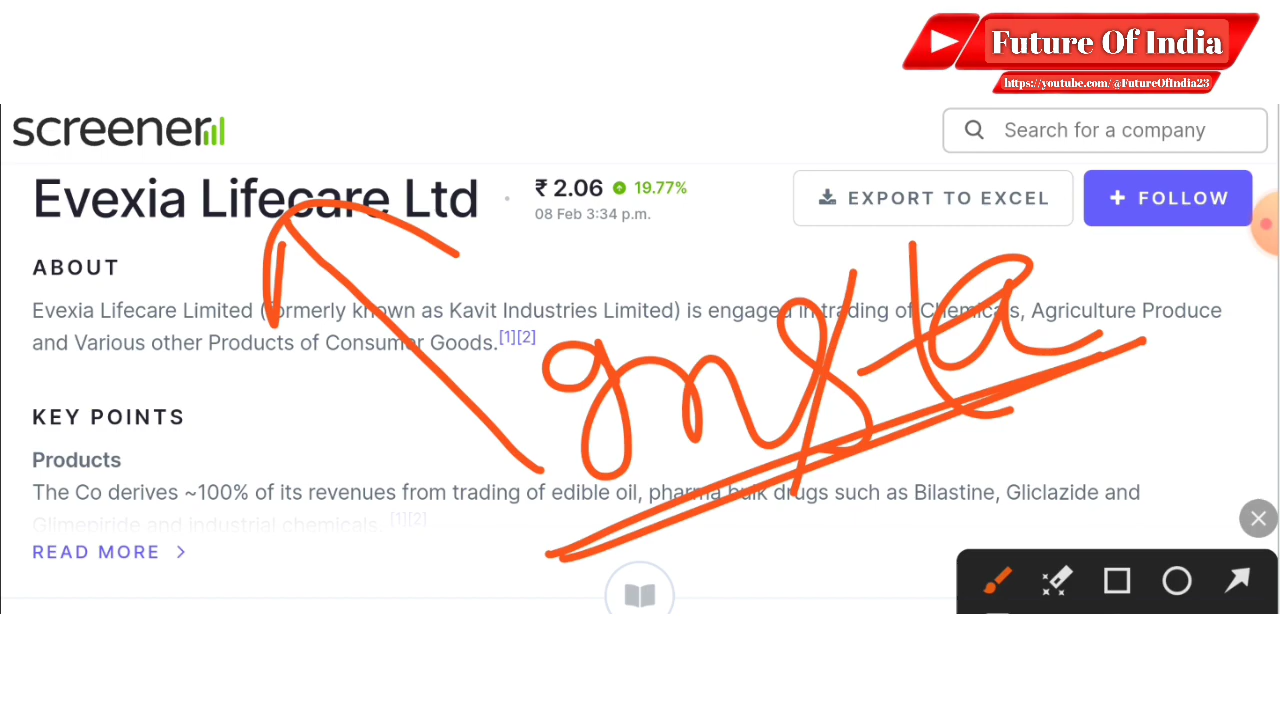 Future Of India
https://youtube.com/@FutureOfIndia23
screener
Search for a company
Evexia Lifecare Ltd
₹ 2.06 19.77%
08 Feb 3:34 p.m.
EXPORT TO EXCEL
+ FOLLOW
ABOUT
Evexia Lifecare Limited (formerly known as Kavit Industries Limited) is engaged in trading of Chemicals, Agriculture Produce
and Various other Products of Consumer Goods.[1][2]
KEY POINTS
Products
The Co derives ~100% of its revenues from trading of edible oil, pharma bulk drugs such as Bilastine, Gliclazide and
Glimepiride and industrial chemicals. [1][2]
READ MORE >